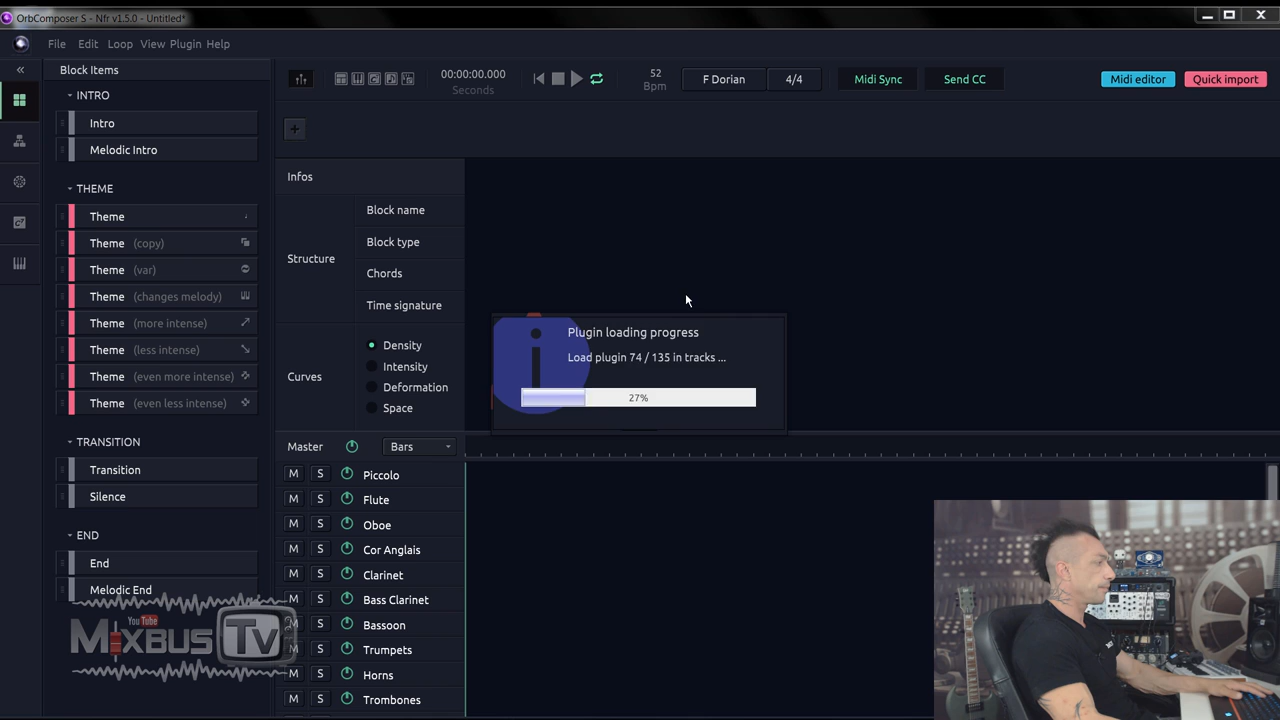 OrbComposer S - Nfr v1.5.0 - Untitled*
File Edit Loop View Plugin Help
Block Items
INTRO
Intro
Melodic Intro
THEME
Theme
Theme (copy)
Theme (var)
Theme (changes melody)
Theme (more intense)
Theme (less intense)
Theme (even more intense)
Theme (even less intense)
TRANSITION
Transition
Silence
END
End
Melodic End
00:00:00.000
Seconds
52
Bpm
F Dorian
4/4
Midi Sync
Send CC
Midi editor
Quick import
+
Infos
Structure
Block name
Block type
Chords
Time signature
Curves
Density
Intensity
Deformation
Space
Plugin loading progress
Load plugin 74 / 135 in tracks ...
27%
Master
Bars
M S Piccolo
M S Flute
M S Oboe
M S Cor Anglais
M S Clarinet
M S Bass Clarinet
M S Bassoon
M S Trumpets
M S Horns
M S Trombones
You Tube
MIXBUS TV